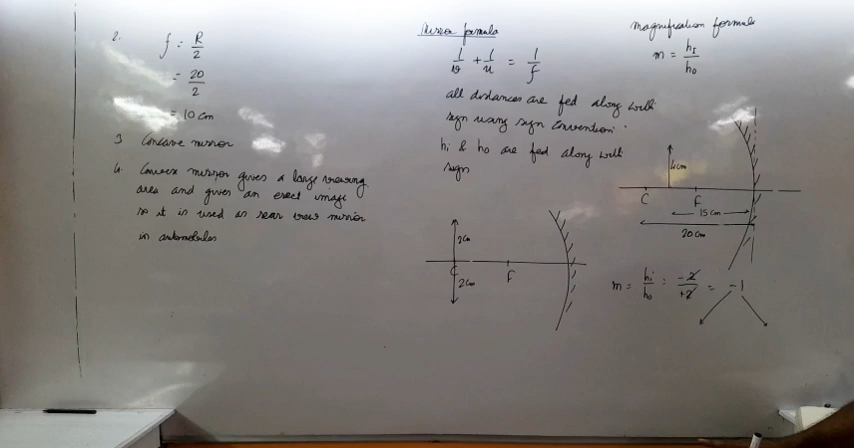 2.
f = R/2
= 20/2
= 10 cm
3 Concave mirror
4. Convex mirror gives a large viewing
area and gives an erect image
so it is used as rear view mirror
in automobiles
Mirror formula
1/v + 1/u = 1/f
all distances are fed along with
sign using sign convention.
hi & ho are fed along with
sign
2cm
C
F
2cm
magnification formula
m = hI/ho
4cm
C
F
15 cm
20 cm
m = hi/ho = -2/+2 = -1